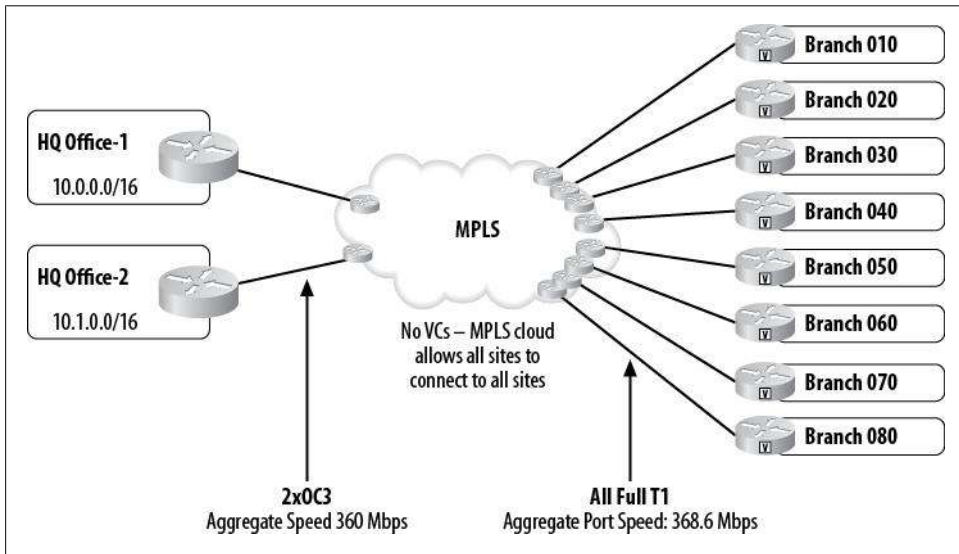 HQ Office-1
10.0.0.0/16
HQ Office-2
10.1.0.0/16
MPLS
No VCs – MPLS cloud
allows all sites to
connect to all sites
2xOC3
Aggregate Speed 360 Mbps
All Full T1
Aggregate Port Speed: 368.6 Mbps
V
Branch 010
V
Branch 020
V
Branch 030
V
Branch 040
V
Branch 050
V
Branch 060
V
Branch 070
V
Branch 080